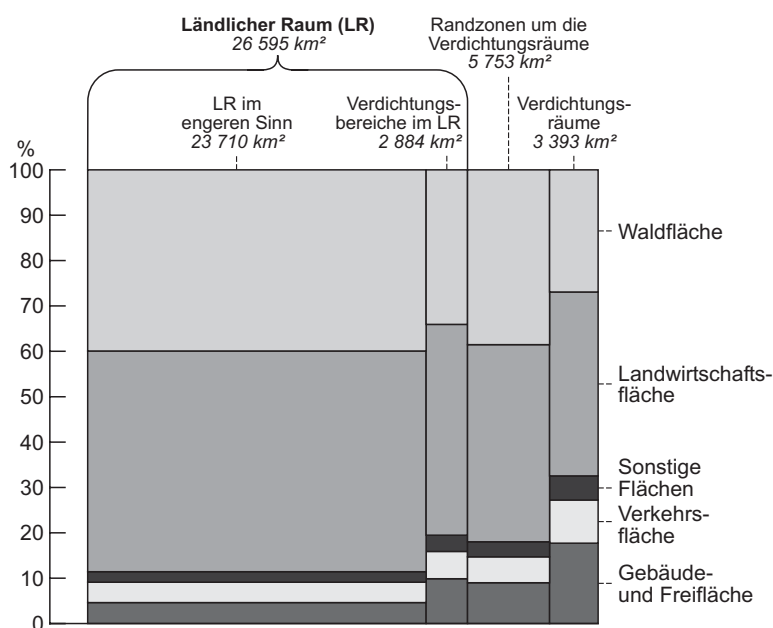 Ländlicher Raum (LR)
26 595 km²
Randzonen um die
Verdichtungsräume
5 753 km²
LR im
engeren Sinn
23 710 km²
Verdichtungs-
bereiche im LR
2 884 km²
Verdichtungs-
räume
3 393 km²
%
100
90
80
70
60
50
40
30
20
10
0
Waldfläche
Landwirtschafts-
fläche
Sonstige
Flächen
Verkehrs-
fläche
Gebäude-
und Freifläche